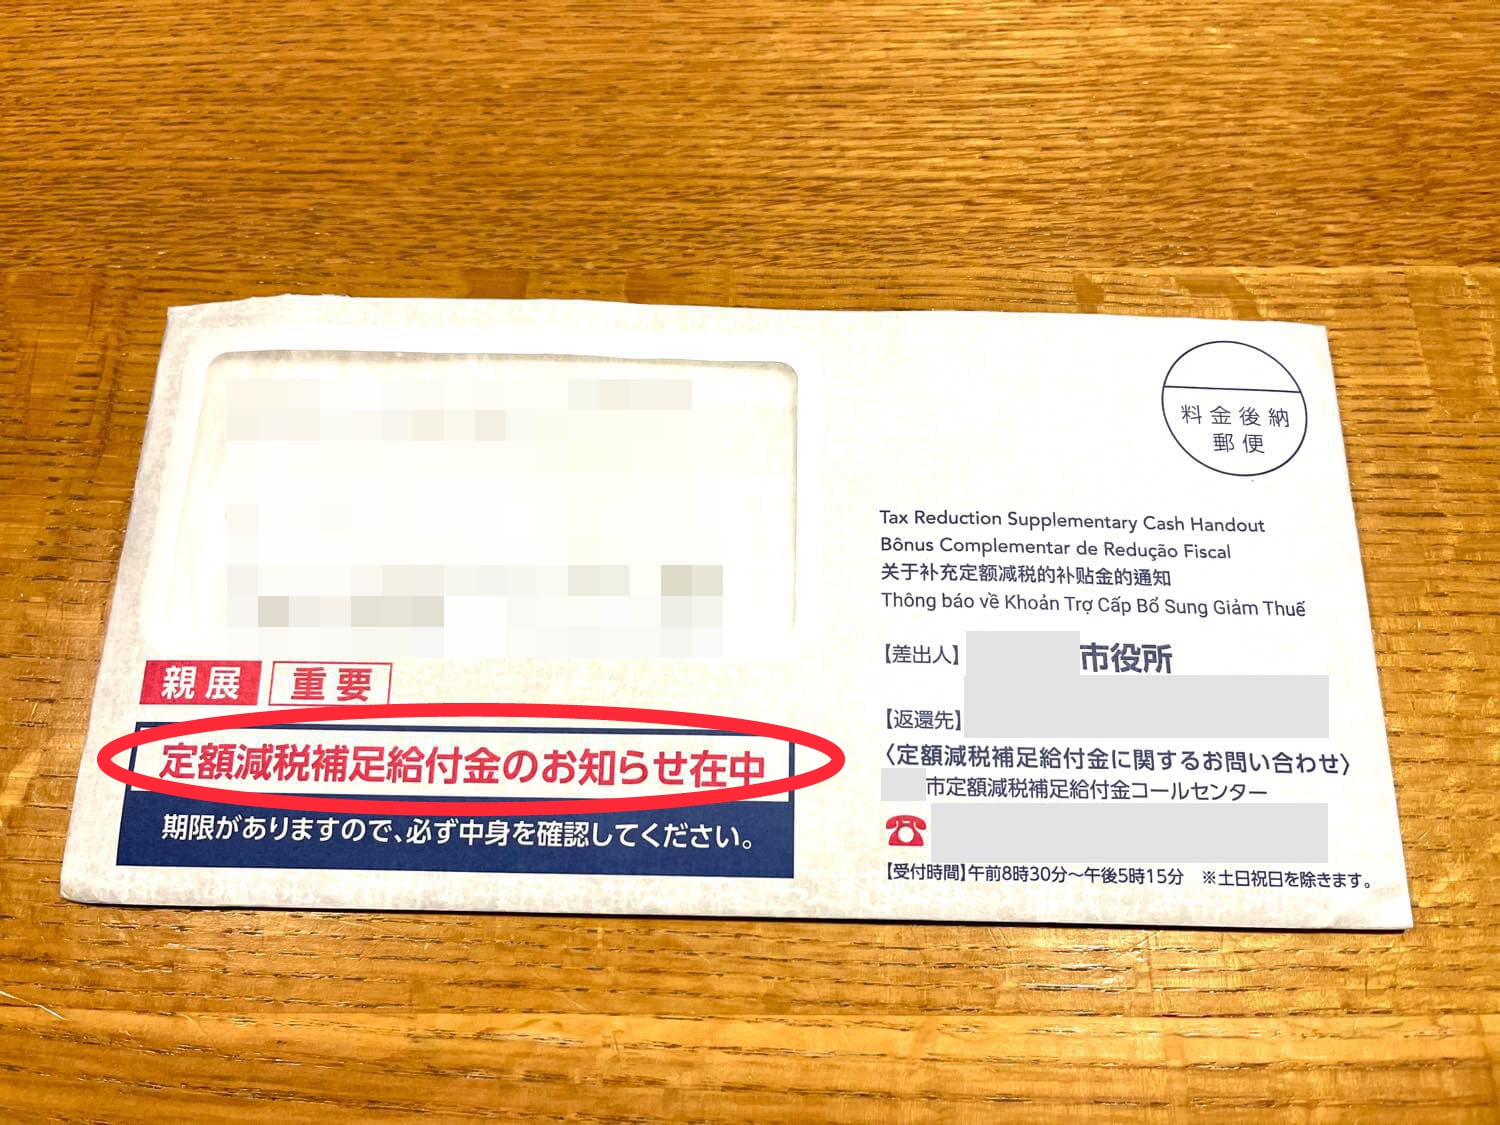 料金後納
郵便
Tax Reduction Supplementary Cash Handout
Bônus Complementar de Redução Fiscal
关于补充定额减税的补贴金的通知
Thông báo về Khoản Trợ Cấp Bổ Sung Giảm Thuế
【差出人】 市役所
【返還先】
〈定額減税補足給付金に関するお問い合わせ〉
市定額減税補足給付金コールセンター
【受付時間】午前8時30分～午後5時15分 ※土日祝日を除きます。
親展 重要
定額減税補足給付金のお知らせ在中
期限がありますので、必ず中身を確認してください。